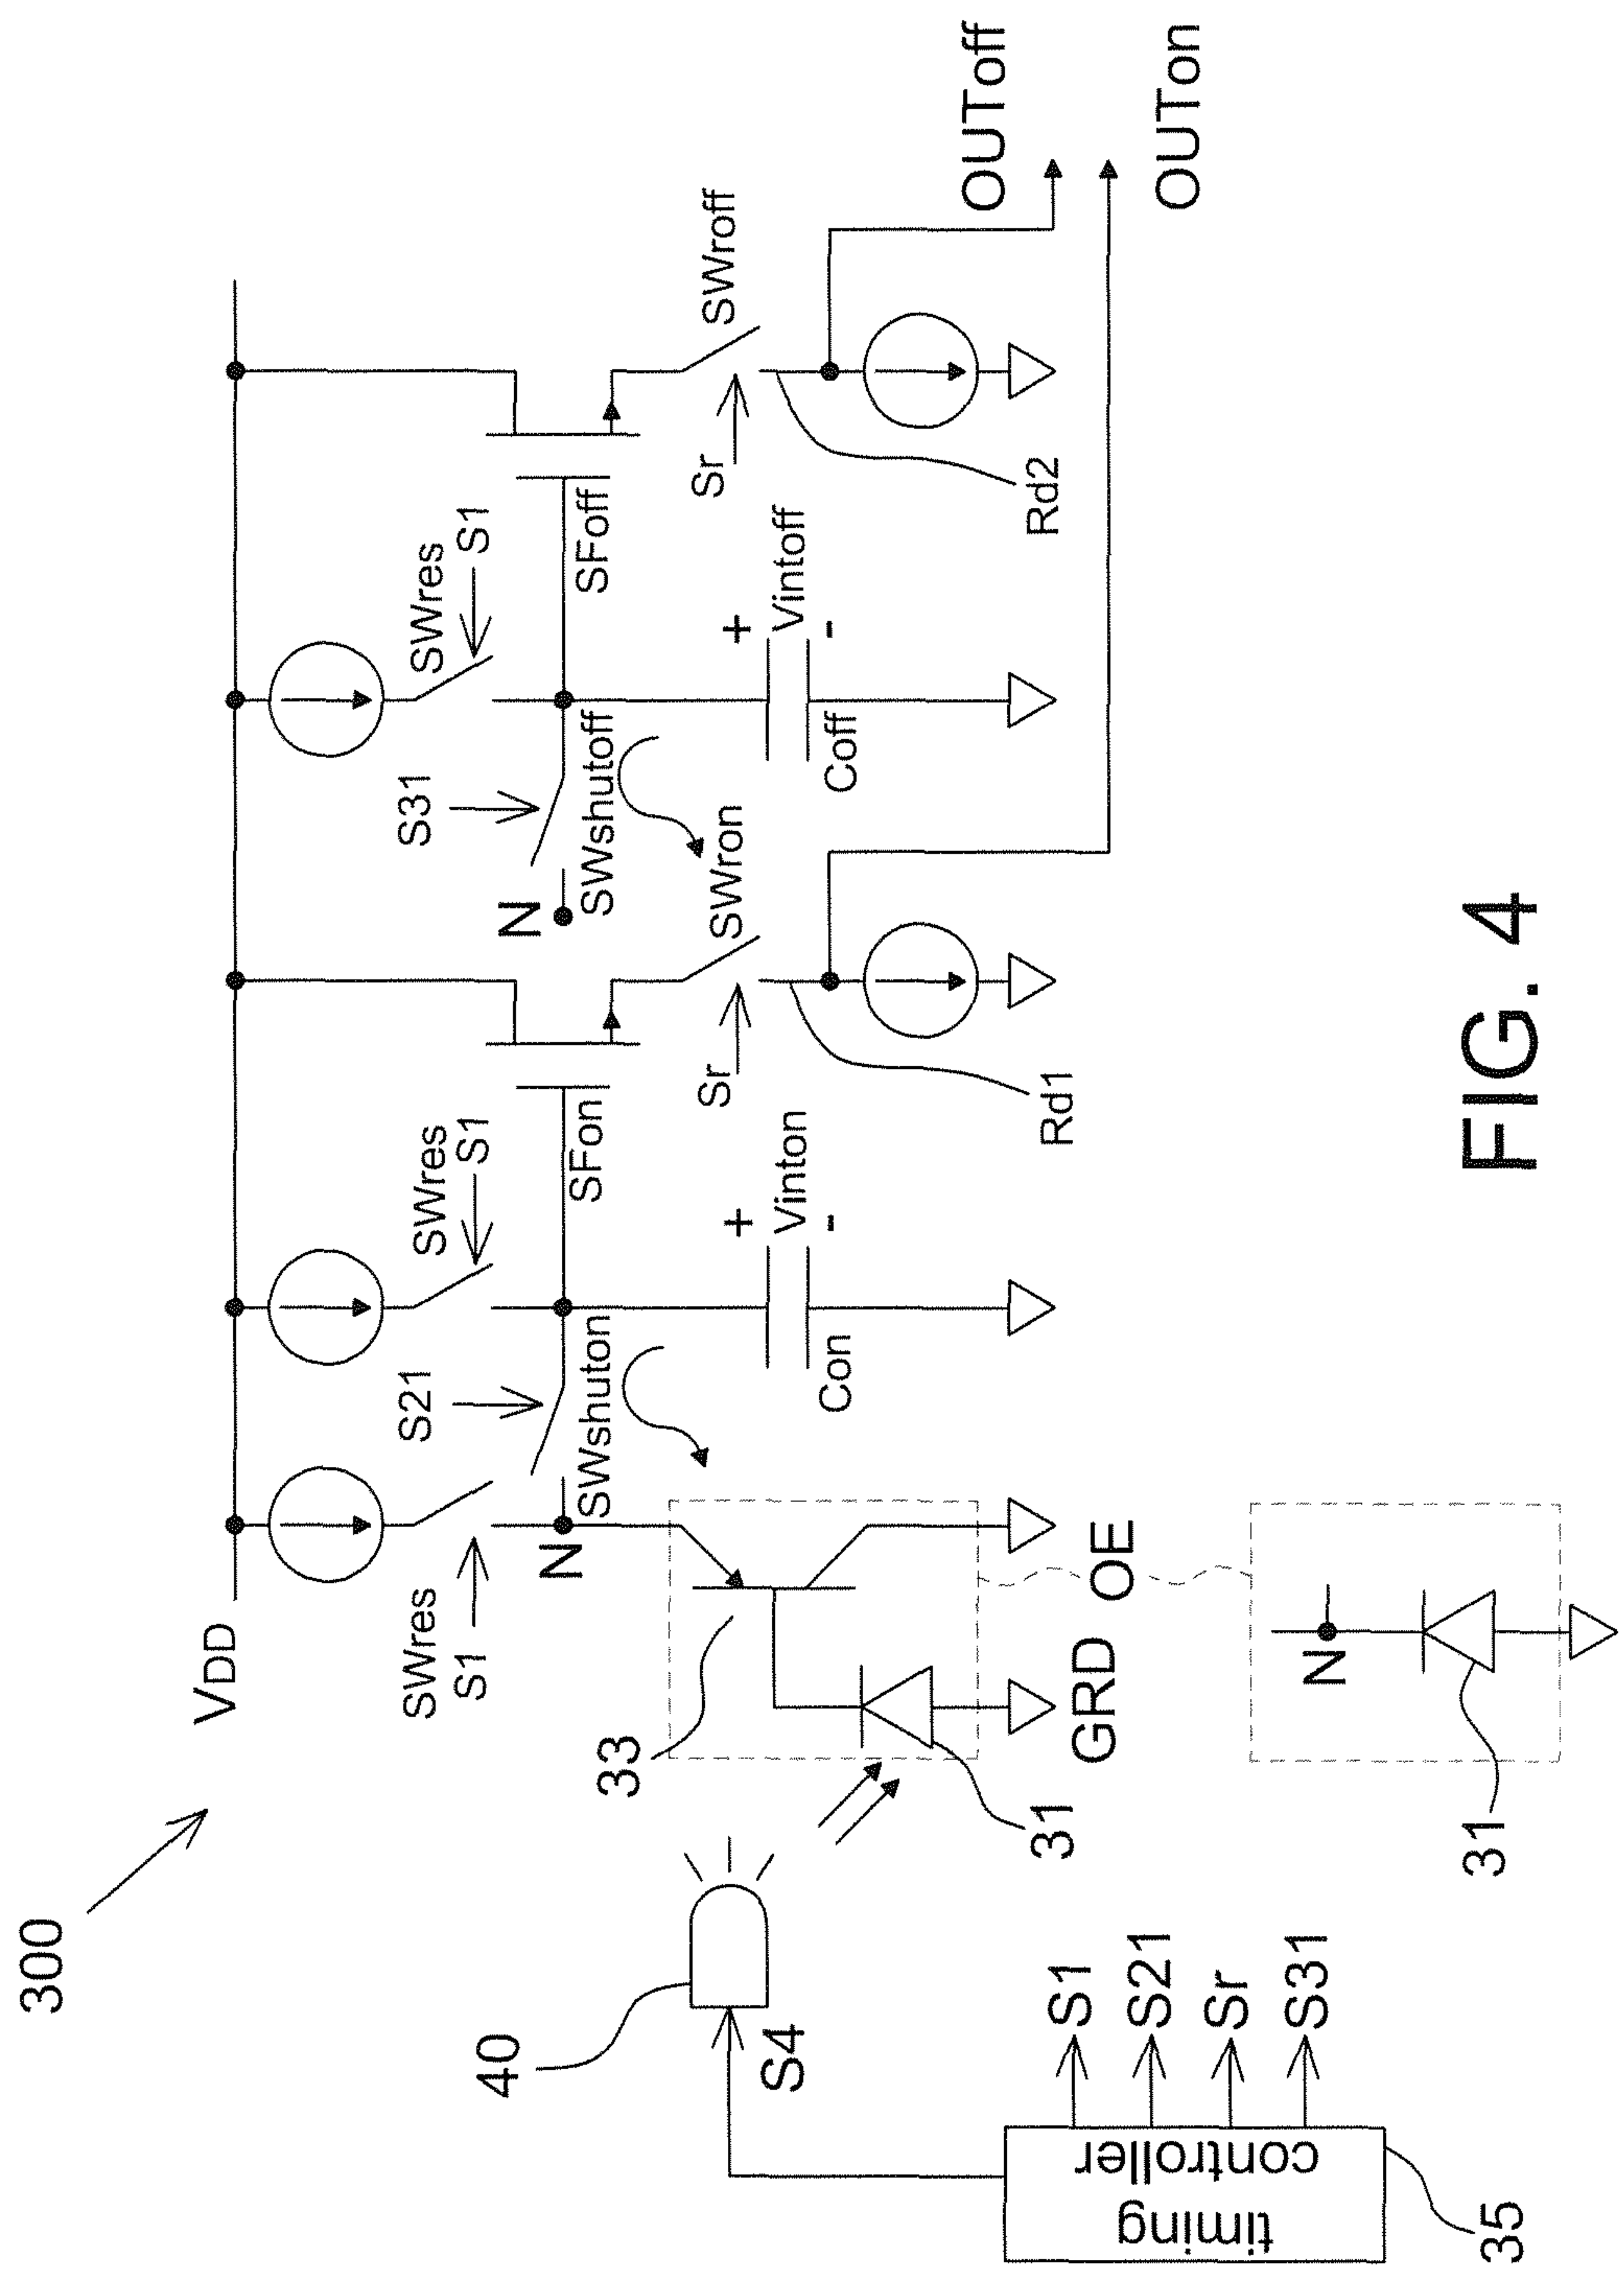 300
VDD
SWres
S1
S21
SWres
S1
S31
SWres
S1
N
SWshuton
SFon
N
SWshutoff
SFoff
33
Con
+
Vinton
-
Sr
SWron
Coff
+
Vintoff
-
Sr
SWroff
40
S4
31
GRD
OE
Rd1
Rd2
OUToff
OUTon
timing
controller
35
S1
S21
Sr
S31
N
31
FIG. 4